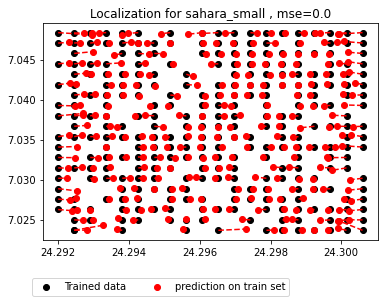 Localization for sahara_small , mse=0.0
7.045
7.040
7.035
7.030
7.025
24.292 24.294 24.296 24.298 24.300
Trained data prediction on train set